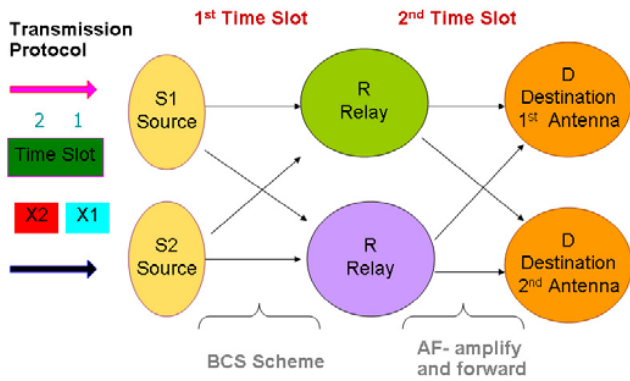 Transmission
Protocol
1st Time Slot
2nd Time Slot
2 1
Time Slot
X2 X1
S1
Source
S2
Source
R
Relay
R
Relay
D
Destination
1st Antenna
D
Destination
2nd Antenna
BCS Scheme
AF- amplify
and forward